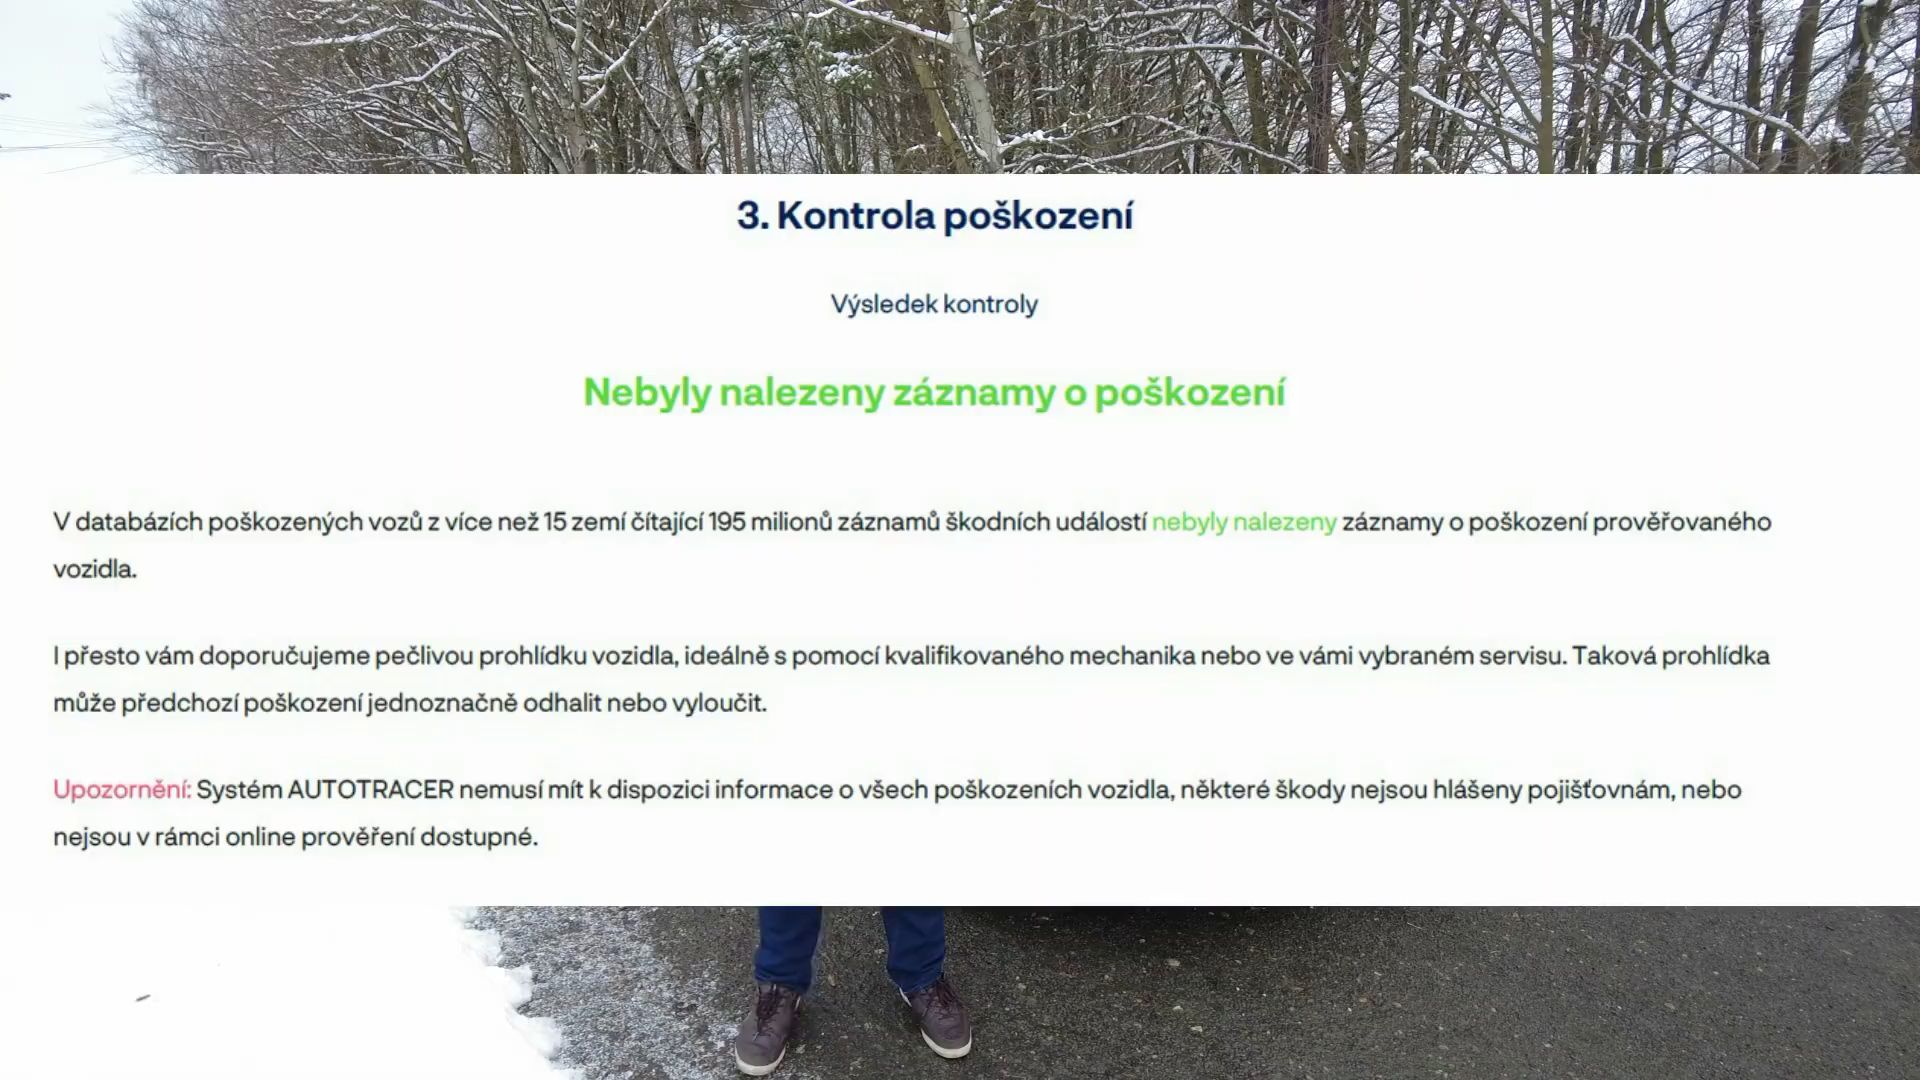 3. Kontrola poškození
Výsledek kontroly
Nebyly nalezeny záznamy o poškození
V databázích poškozených vozů z více než 15 zemí čítající 195 milionů záznamů škodních událostí nebyly nalezeny záznamy o poškození prověřovaného
vozidla.
I přesto vám doporučujeme pečlivou prohlídku vozidla, ideálně s pomocí kvalifikovaného mechanika nebo ve vámi vybraném servisu. Taková prohlídka
může předchozí poškození jednoznačně odhalit nebo vyloučit.
Upozornění: Systém AUTOTRACER nemusí mít k dispozici informace o všech poškozeních vozidla, některé škody nejsou hlášeny pojišťovnám, nebo
nejsou v rámci online prověření dostupné.